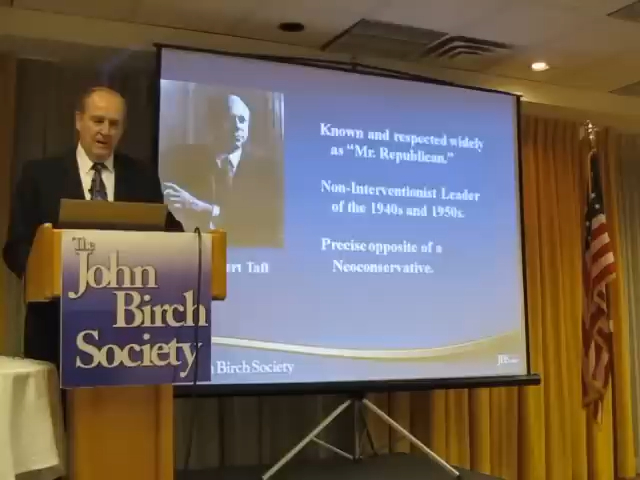 Known and respected widely
as "Mr. Republican."
Non-Interventionist Leader
of the 1940s and 1950s.
Precise opposite of a
Neoconservative.
rt Taft
Birch Society
The
John
Birch
Society